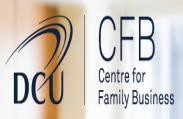 DCU
CFB
Centre for
Family Business